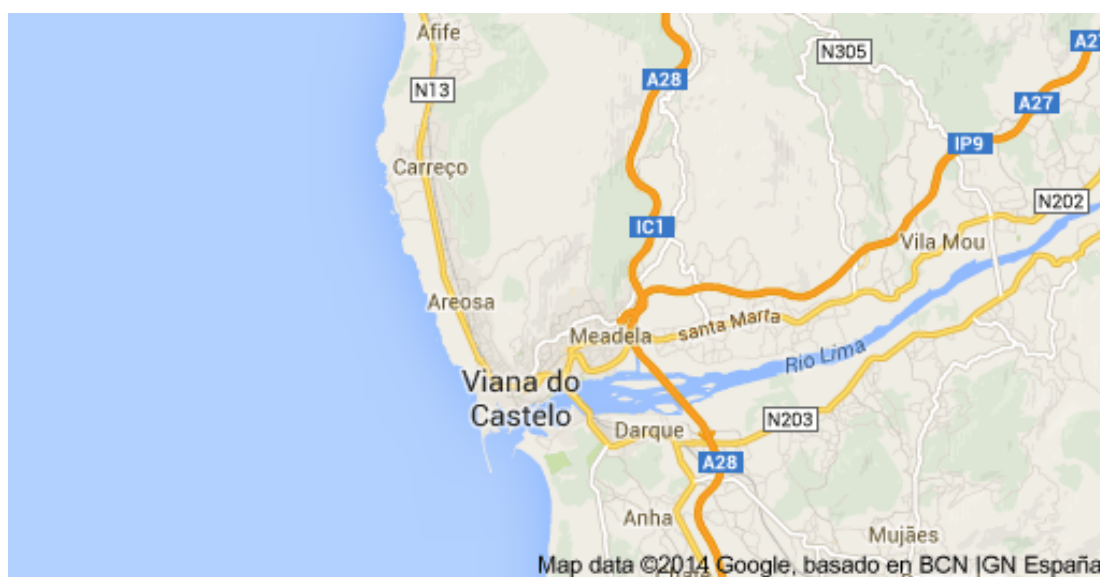 Afife
N305
A27
A28
N13
A27
IP9
Carreço
N202
IC1
Vila Mou
Areosa
santa Marta
Meadela
Rio Lima
Viana do
Castelo
N203
Darque
A28
Anha
Mujães
Map data ©2014 Google, basado en BCN IGN España